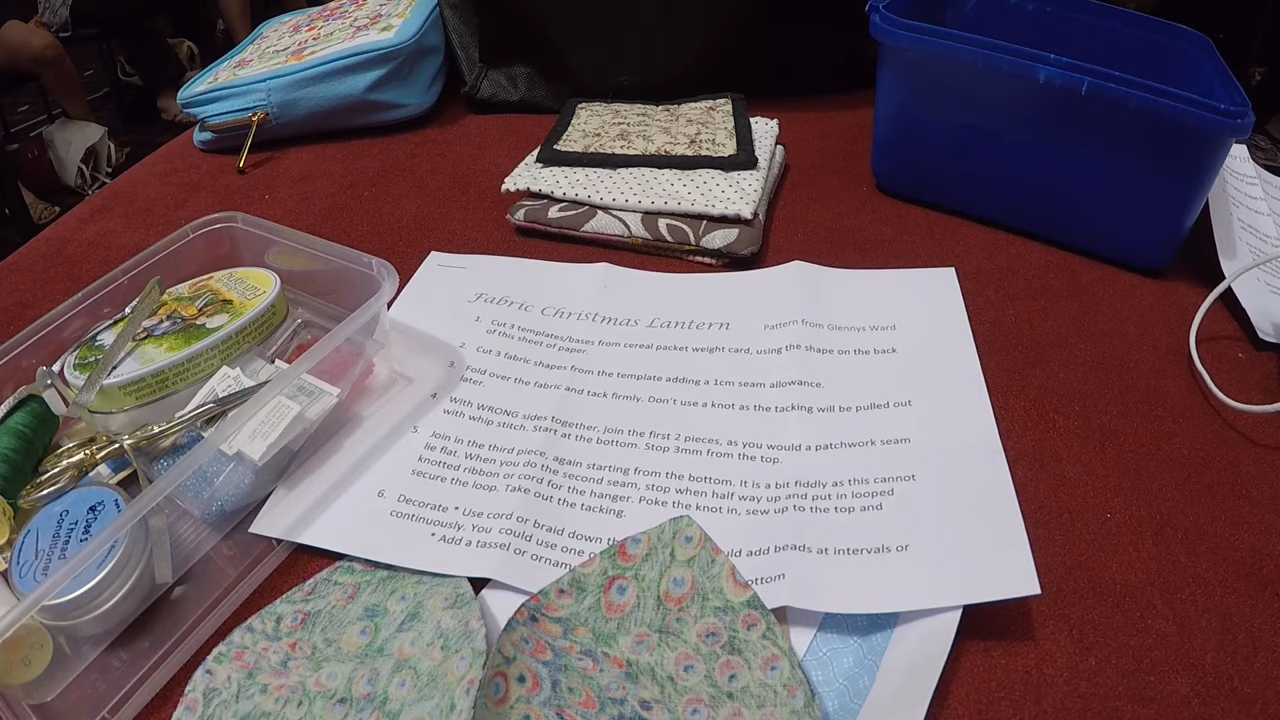 Fabric Christmas Lantern
Pattern from Glennys Ward
1. Cut 3 templates/bases from cereal packet weight card, using the shape on the back
of this sheet of paper.
2. Cut 3 fabric shapes from the template adding a 1cm seam allowance.
3. Fold over the fabric and tack firmly. Don't use a knot as the tacking will be pulled out
later.
4. With WRONG sides together, join the first 2 pieces, as you would a patchwork seam
with whip stitch. Start at the bottom. Stop 3mm from the top.
5. Join in the third piece, again starting from the bottom. It is a bit fiddly as this cannot
lie flat. When you do the second seam, stop when half way up and put in looped
knotted ribbon or cord for the hanger. Poke the knot in, sew up to the top and
secure the loop. Take out the tacking.
6. Decorate * Use cord or braid down th uld add beads at intervals or
continuously. You could use one
* Add a tassel or ornam ottom
Flavigny
Dee's
Thread
Conditioner